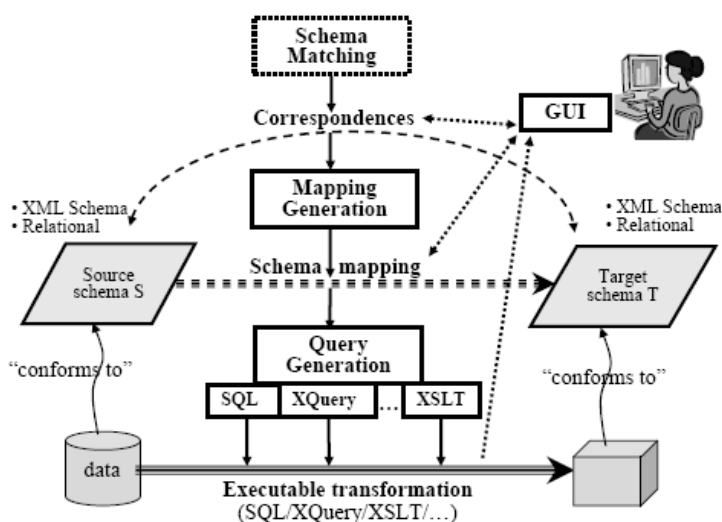 Schema
Matching
Correspondences
GUI
Mapping
Generation
• XML Schema
• Relational
• XML Schema
• Relational
Source
schema S
Schema mapping
Target
schema T
Query
Generation
"conforms to"
"conforms to"
SQL
XQuery
...
XSLT
data
Executable transformation
(SQL/XQuery/XSLT/…)